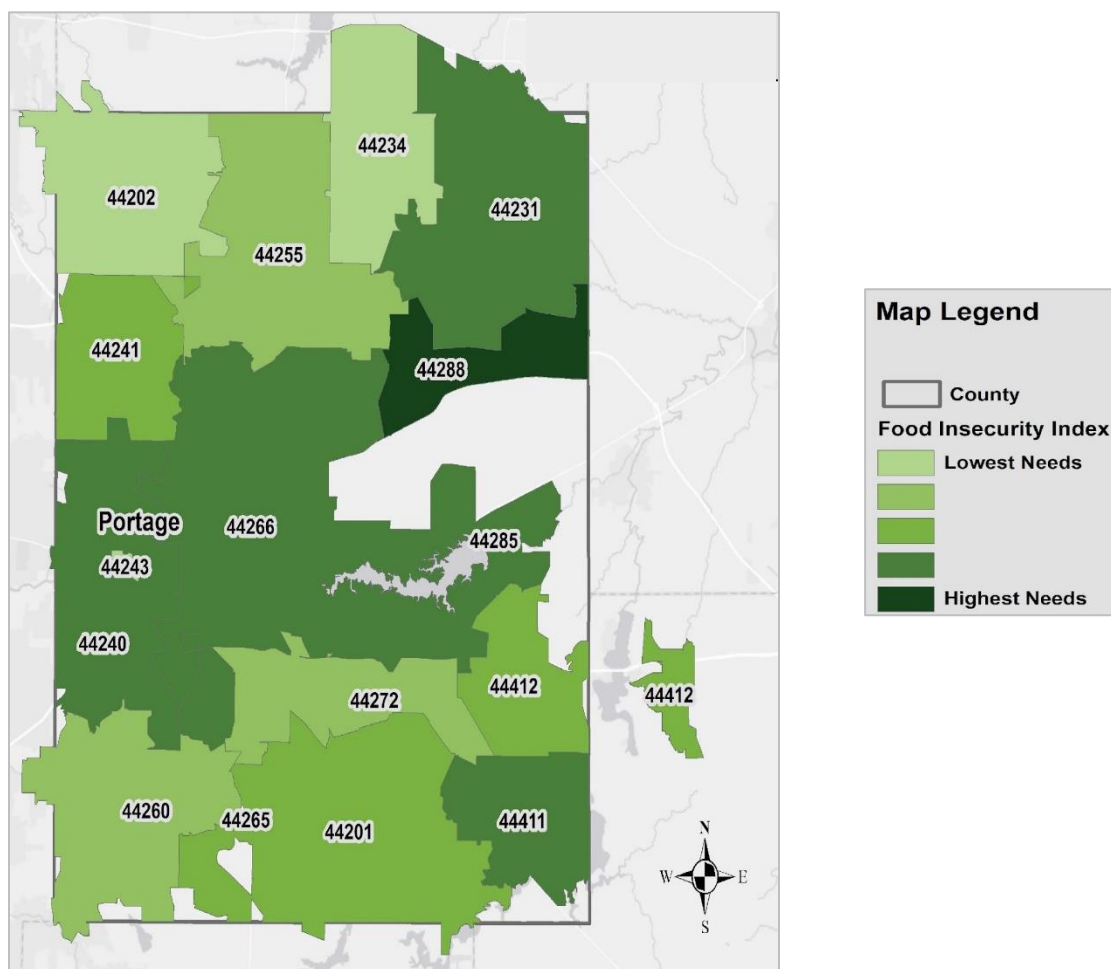 44234
44202
44231
44255
44241
44288
Portage
44266
44285
44243
44240
44412
44272
44412
44260
44265
44201
44411
N
W
E
S
Map Legend
County
Food Insecurity Index
Lowest Needs
Highest Needs